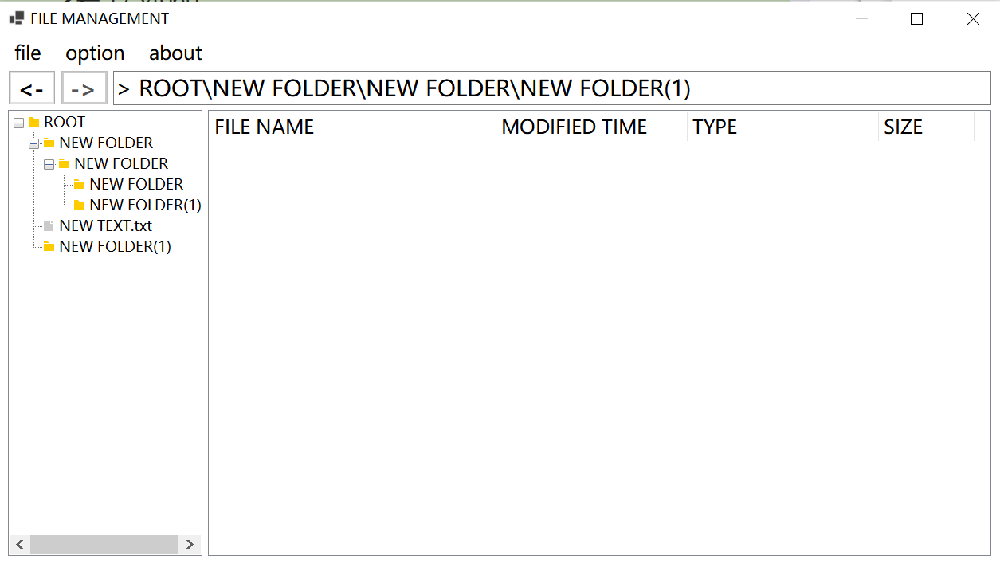 FILE MANAGEMENT
file option about
<- -> > ROOT\NEW FOLDER\NEW FOLDER\NEW FOLDER(1)
FILE NAME MODIFIED TIME TYPE SIZE
ROOT
NEW FOLDER
NEW FOLDER
NEW FOLDER
NEW FOLDER(1)
NEW TEXT.txt
NEW FOLDER(1)